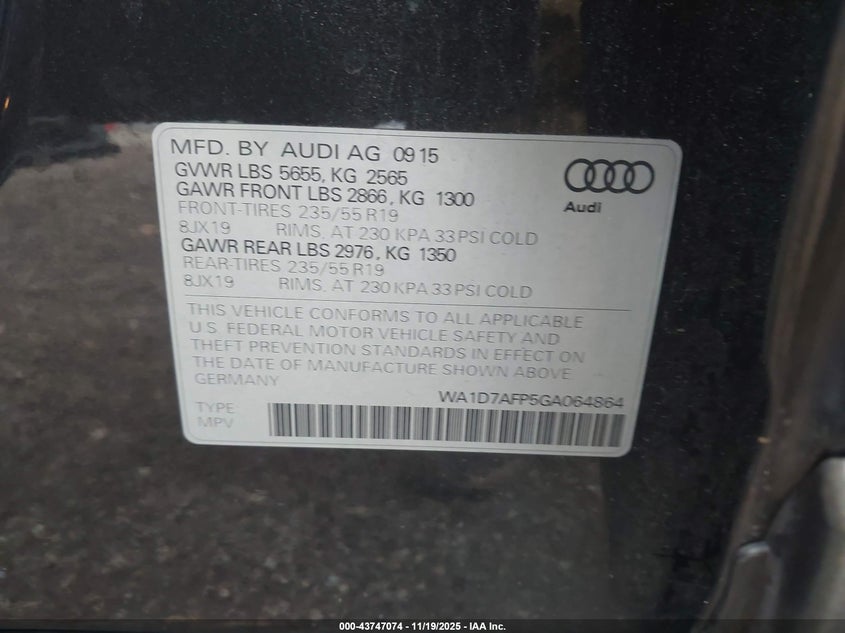 MFD. BY AUDI AG 09 15
GVWR LBS 5655, KG 2565
GAWR FRONT LBS 2866, KG 1300
FRONT-TIRES 235/55 R19
8JX19 RIMS, AT 230 KPA 33 PSI COLD
GAWR REAR LBS 2976, KG 1350
REAR-TIRES 235/55 R19
8JX19 RIMS, AT 230 KPA 33 PSI COLD
Audi
THIS VEHICLE CONFORMS TO ALL APPLICABLE
U.S. FEDERAL MOTOR VEHICLE SAFETY AND
THEFT PREVENTION STANDARDS IN EFFECT ON
THE DATE OF MANUFACTURE SHOWN ABOVE
GERMANY
WA1D7AFP5GA064864
TYPE
MPV
000-43747074 - 11/19/2025 - IAA Inc.